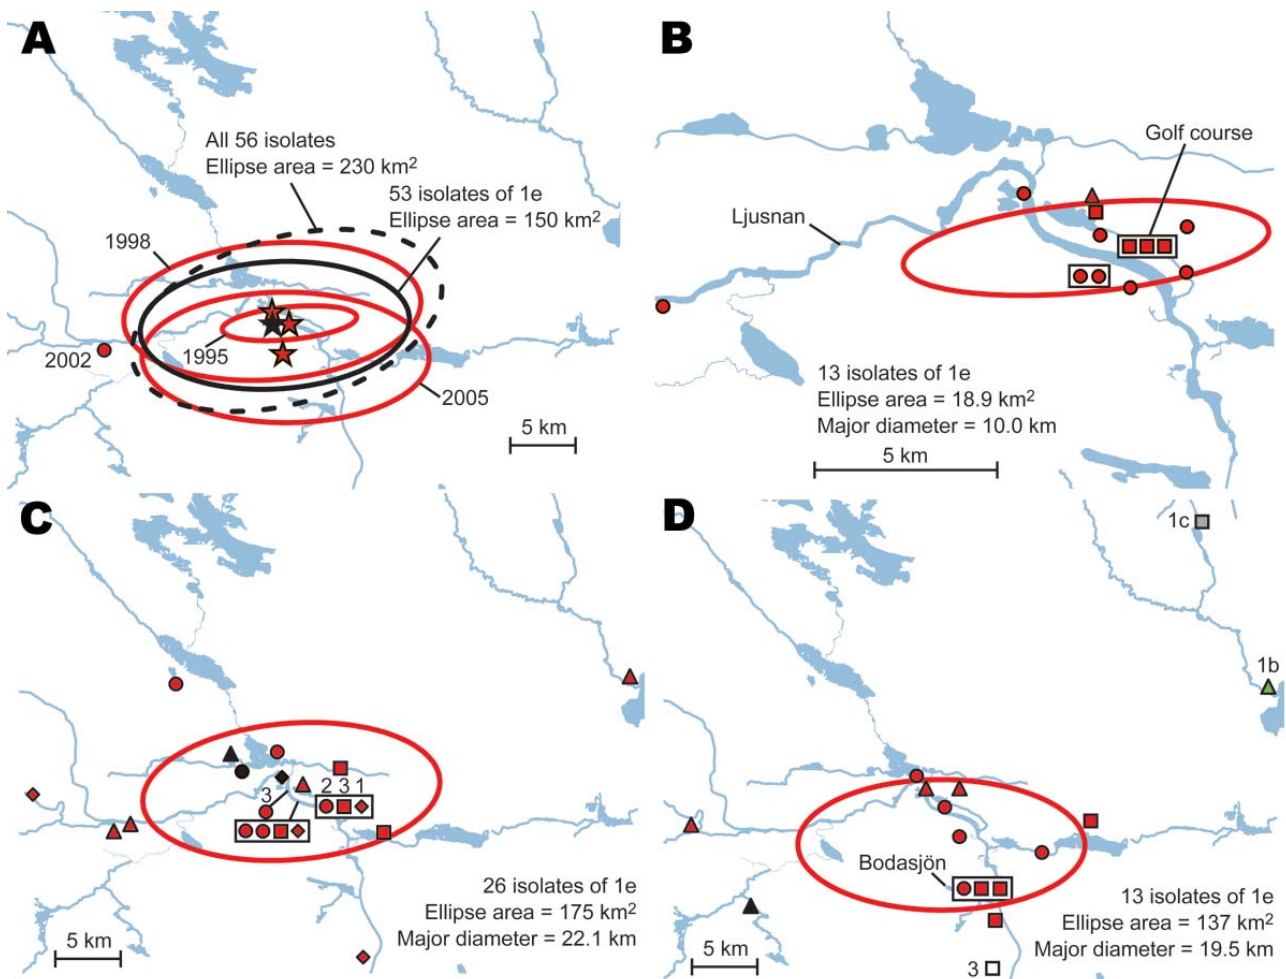 A
All 56 isolates
Ellipse area = 230 km²
53 isolates of 1e
Ellipse area = 150 km²
1998
2002
1995
2005
5 km
B
Golf course
Ljusnan
13 isolates of 1e
Ellipse area = 18.9 km²
Major diameter = 10.0 km
5 km
C
2 3 1
3
26 isolates of 1e
Ellipse area = 175 km²
Major diameter = 22.1 km
5 km
D
1c
1b
Bodasjön
13 isolates of 1e
Ellipse area = 137 km²
Major diameter = 19.5 km
5 km
3